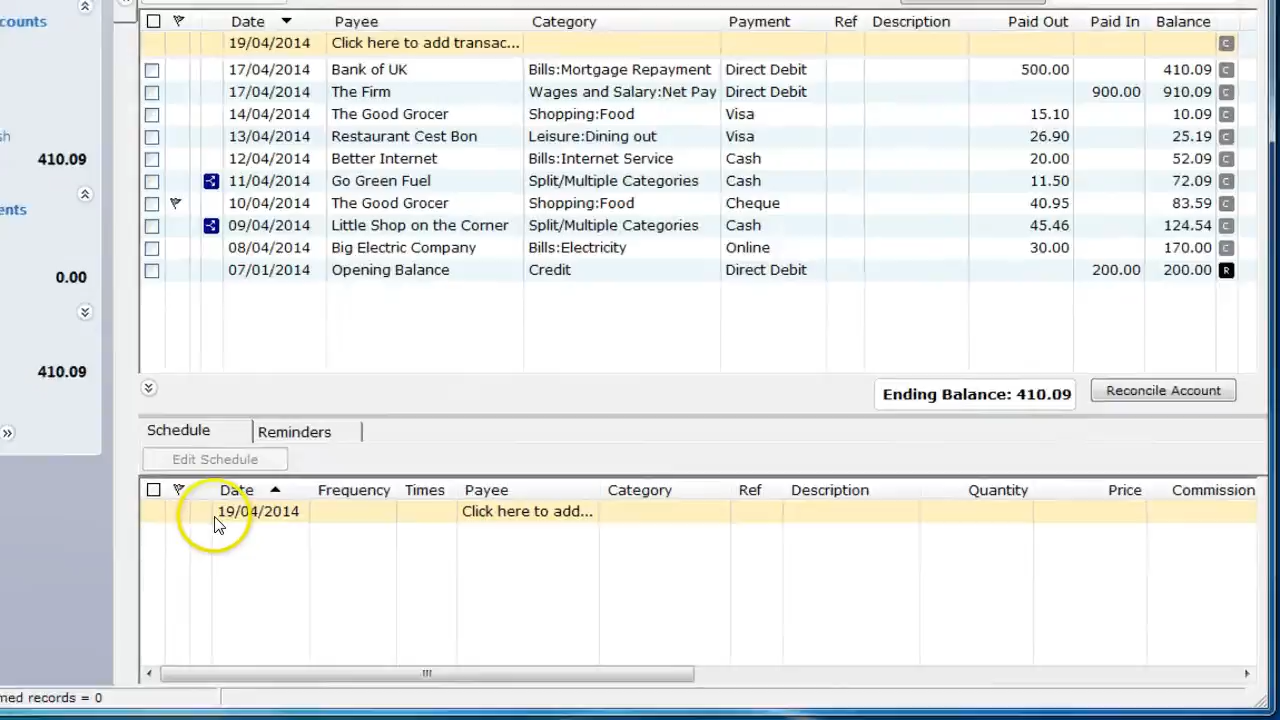 counts
sh
410.09
ents
0.00
410.09
med records = 0
Date Payee Category Payment Ref Description Paid Out Paid In Balance
19/04/2014 Click here to add transac... C
17/04/2014 Bank of UK Bills:Mortgage Repayment Direct Debit 500.00 410.09 C
17/04/2014 The Firm Wages and Salary:Net Pay Direct Debit 900.00 910.09 C
14/04/2014 The Good Grocer Shopping:Food Visa 15.10 10.09 C
13/04/2014 Restaurant Cest Bon Leisure:Dining out Visa 26.90 25.19 C
12/04/2014 Better Internet Bills:Internet Service Cash 20.00 52.09 C
11/04/2014 Go Green Fuel Split/Multiple Categories Cash 11.50 72.09 C
10/04/2014 The Good Grocer Shopping:Food Cheque 40.95 83.59 C
09/04/2014 Little Shop on the Corner Split/Multiple Categories Cash 45.46 124.54 C
08/04/2014 Big Electric Company Bills:Electricity Online 30.00 170.00 C
07/01/2014 Opening Balance Credit Direct Debit 200.00 200.00 R
Ending Balance: 410.09 Reconcile Account
Schedule Reminders
Edit Schedule
Date Frequency Times Payee Category Ref Description Quantity Price Commission
19/04/2014 Click here to add...